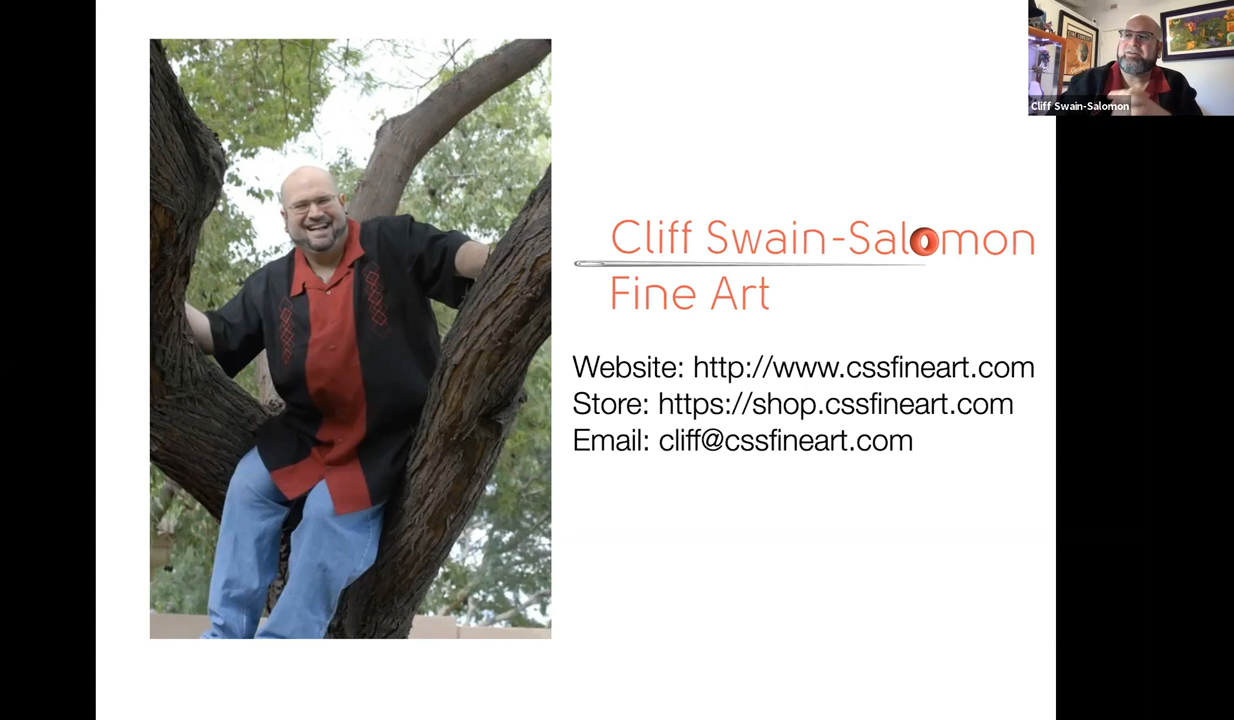 Cliff Swain-Salomon
Cliff Swain-Salomon
Fine Art
Website: http://www.cssfineart.com
Store: https://shop.cssfineart.com
Email: cliff@cssfineart.com